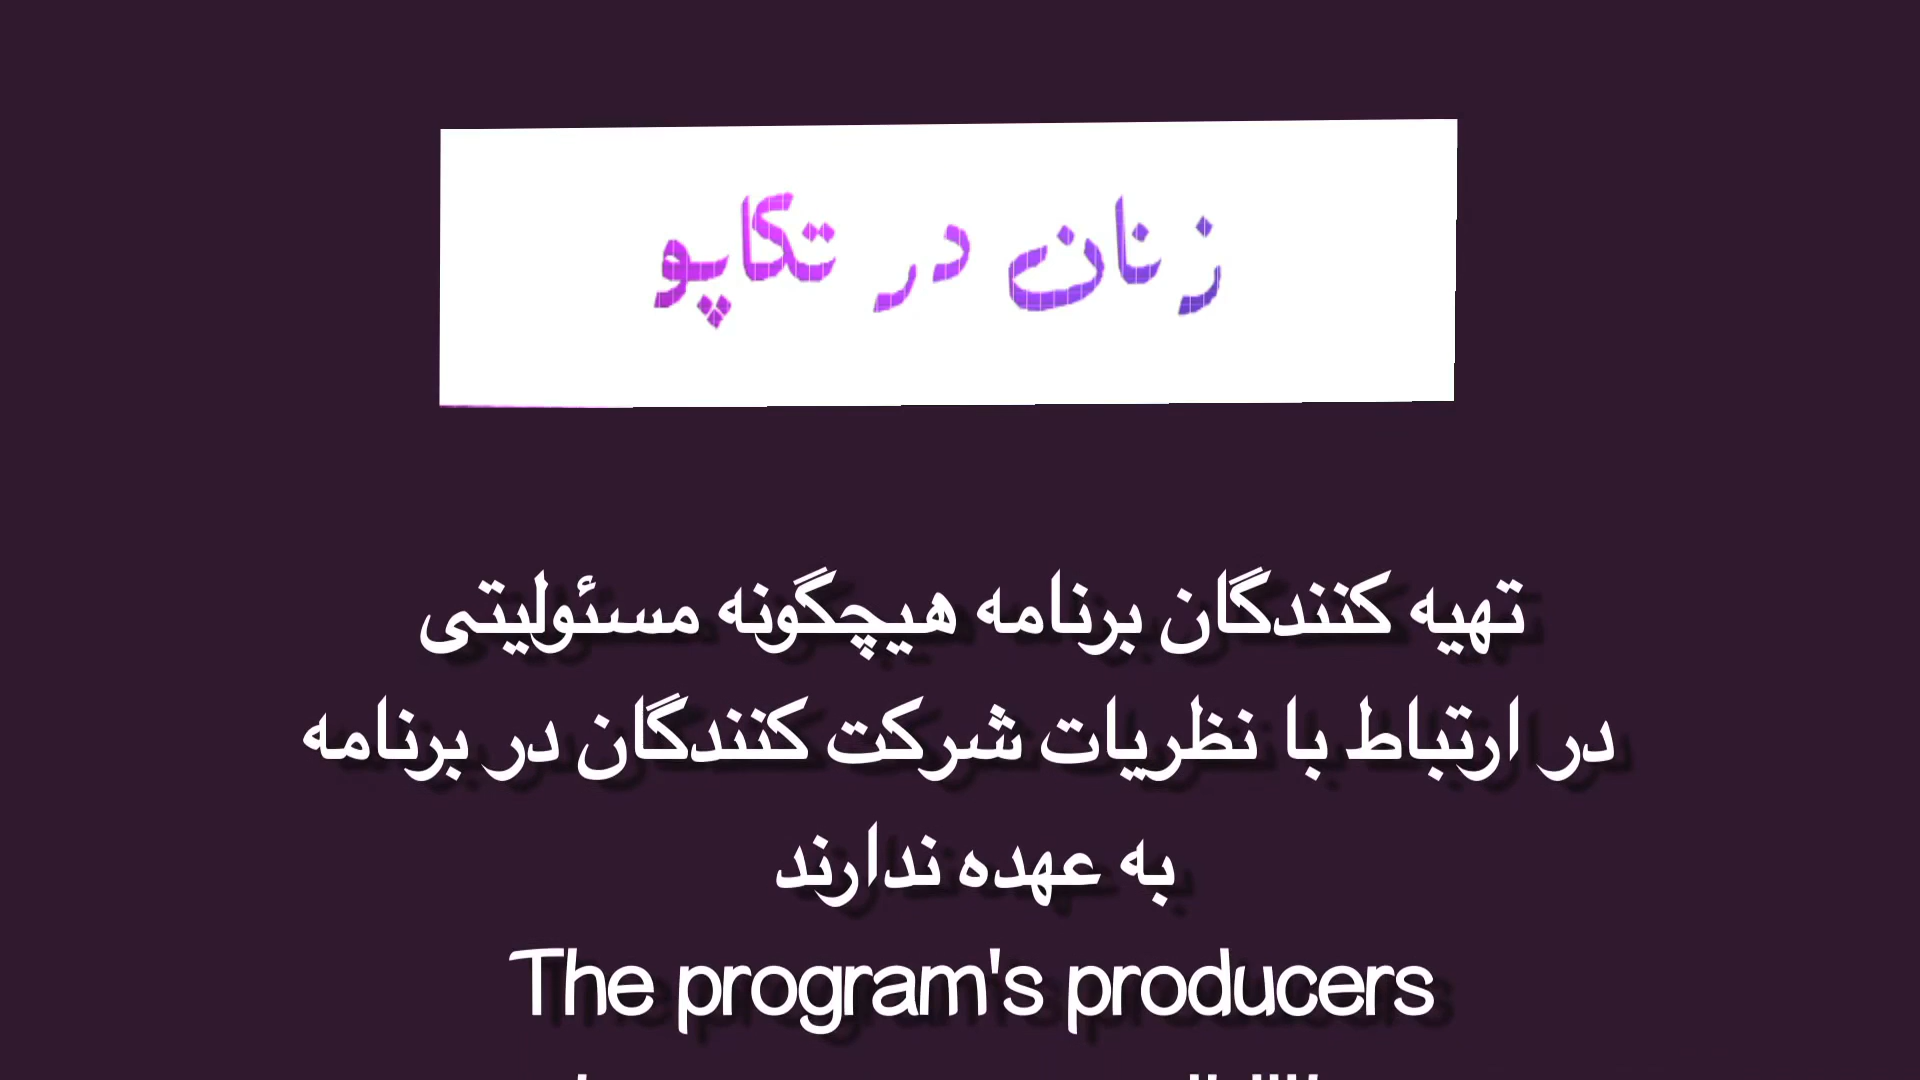 زنان در تکاپو
تهیه کنندگان برنامه هیچگونه مسئولیتی
در ارتباط با نظریات شرکت کنندگان در برنامه
به عهده ندارند
The program's producers